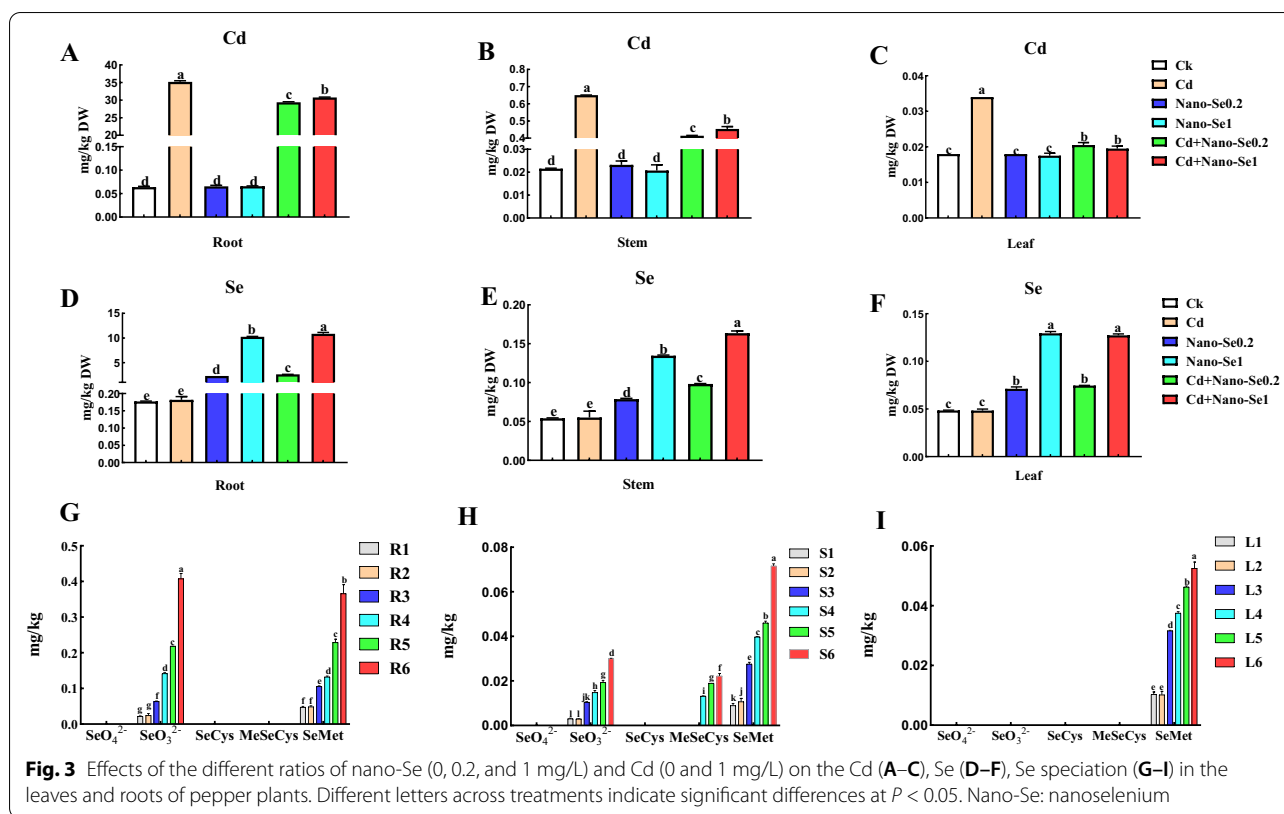 A
Cd
mg/kg DW
40
35
30
25
20
0.15
0.10
0.05
0.00
d a d d c b
Root
B
Cd
mg/kg DW
0.8
0.7
0.6
0.5
0.4
0.03
0.02
0.01
0.00
d a d d c b
Stem
C
Cd
mg/kg DW
0.04
0.03
0.02
0.01
0.00
c a c c b b
Leaf
Ck
Cd
Nano-Se0.2
Nano-Se1
Cd+Nano-Se0.2
Cd+Nano-Se1
D
Se
mg/kg DW
15
10
5
0.20
0.15
0.10
0.05
0.00
e e d b c a
Root
E
Se
mg/kg DW
0.20
0.15
0.10
0.05
0.00
e e d b c a
Stem
F
Se
mg/kg DW
0.15
0.10
0.05
0.00
c c b a b a
Leaf
Ck
Cd
Nano-Se0.2
Nano-Se1
Cd+Nano-Se0.2
Cd+Nano-Se1
G
mg/kg
0.5
0.4
0.3
0.2
0.1
0.0
g g f d c a
f f e d c b
SeO₄²⁻ SeO₃²⁻ SeCys MeSeCys SeMet
R1
R2
R3
R4
R5
R6
H
mg/kg
0.08
0.06
0.04
0.02
0.00
l l jk h g d
i g f
k j e c b a
SeO₄²⁻ SeO₃²⁻ SeCys MeSeCys SeMet
S1
S2
S3
S4
S5
S6
I
mg/kg
0.06
0.04
0.02
0.00
e e d c b a
SeO₄²⁻ SeO₃²⁻ SeCys MeSeCys SeMet
L1
L2
L3
L4
L5
L6
Fig. 3 Effects of the different ratios of nano-Se (0, 0.2, and 1 mg/L) and Cd (0 and 1 mg/L) on the Cd (A–C), Se (D–F), Se speciation (G–I) in the
leaves and roots of pepper plants. Different letters across treatments indicate significant differences at P < 0.05. Nano-Se: nanoselenium